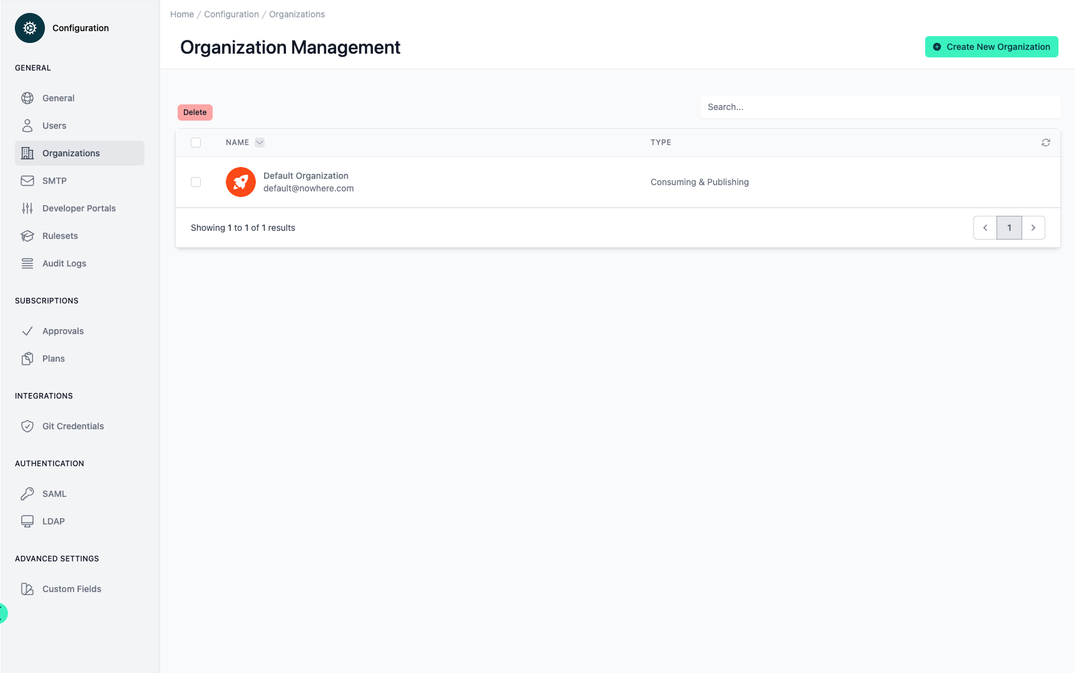 Configuration
GENERAL
General
Users
Organizations
SMTP
Developer Portals
Rulesets
Audit Logs
SUBSCRIPTIONS
Approvals
Plans
INTEGRATIONS
Git Credentials
AUTHENTICATION
SAML
LDAP
ADVANCED SETTINGS
Custom Fields
Home / Configuration / Organizations
Organization Management
Create New Organization
Delete
Search...
NAME TYPE
Default Organization
default@nowhere.com
Consuming & Publishing
Showing 1 to 1 of 1 results
1